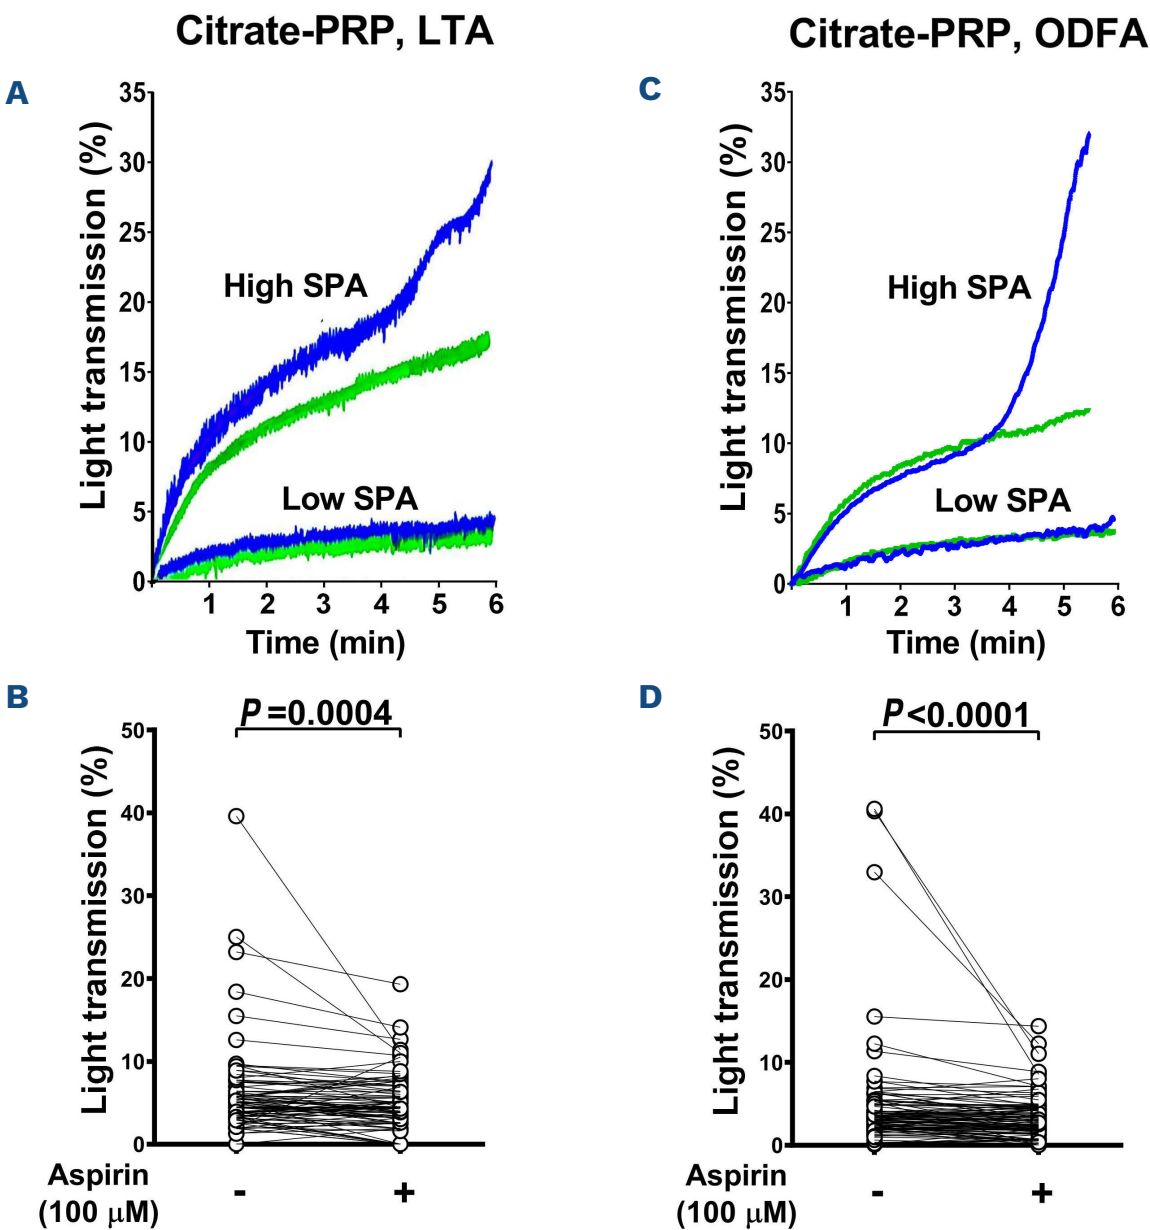 Citrate-PRP, LTA
A
35
30
25
20
15
10
5
0
Light transmission (%)
High SPA
Low SPA
1 2 3 4 5 6
Time (min)
Citrate-PRP, ODFA
C
35
30
25
20
15
10
5
0
Light transmission (%)
High SPA
Low SPA
1 2 3 4 5 6
Time (min)
B
P =0.0004
50
40
30
20
10
0
Light transmission (%)
Aspirin
(100 μM)
- +
D
P<0.0001
50
40
30
20
10
0
Light transmission (%)
Aspirin
(100 μM)
- +